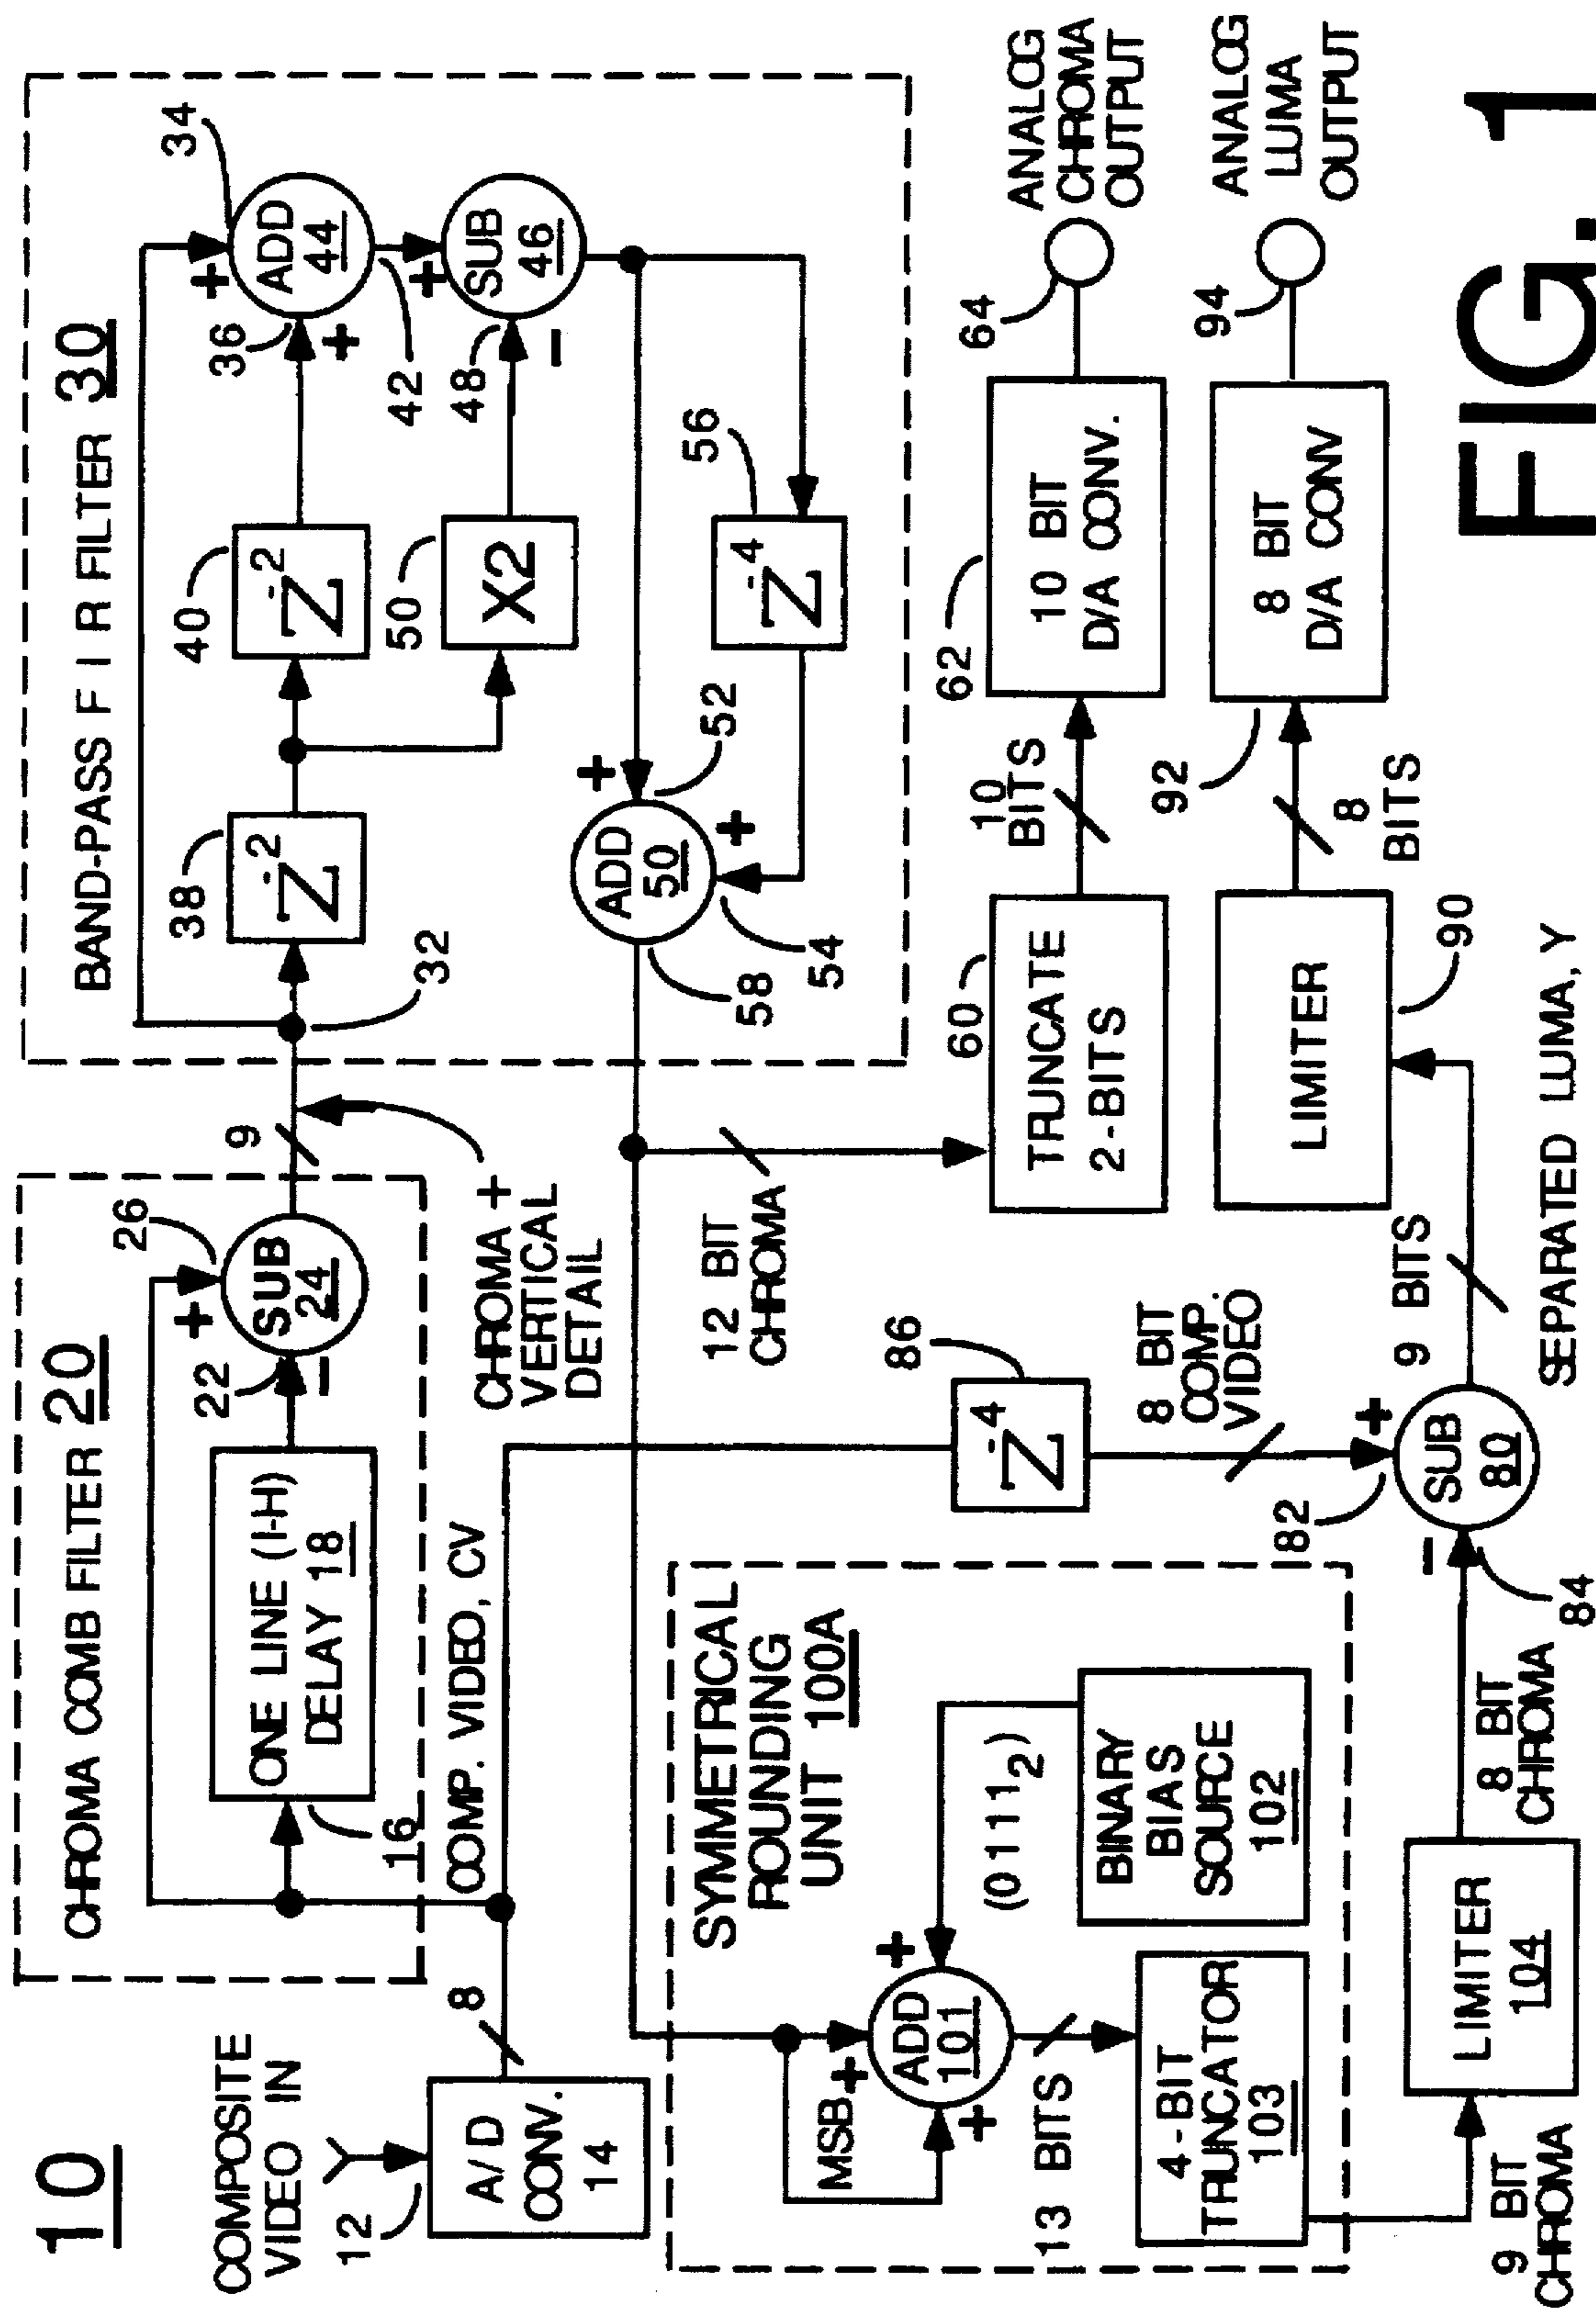 10
COMPOSITE
VIDEO IN
12
A/D
CONV.
14
8
CHROMA COMB FILTER 20
ONE LINE (I-H)
DELAY 18
16
22
26
+
−
SUB
24
COMP. VIDEO, CV
9
CHROMA +
VERTICAL
DETAIL
BAND-PASS F I R FILTER 30
32
38
Z-2
40
Z-2
50
X2
34
36
+
+
ADD
44
42
+
48
−
SUB
46
56
Z-4
52
+
ADD
50
+
54
58
12 BIT
CHROMA
60
TRUNCATE
2-BITS
10
BITS
62
10 BIT
D/A CONV.
64
ANALOG
CHROMA
OUTPUT
86
Z-4
8 BIT
COMP.
VIDEO
SYMMETRICAL
ROUNDING
UNIT 100A
MSB
+
+
+
ADD
101
(01112)
BINARY
BIAS
SOURCE
102
13 BITS
4-BIT
TRUNCATOR
103
9 BIT
CHROMA
LIMITER
104
8 BIT
CHROMA
84
82
+
−
SUB
80
9 BITS
SEPARATED LUMA, Y
LIMITER
90
8
BITS
92
8 BIT
D/A CONV
94
ANALOG
LUMA
OUTPUT
FIG. 1